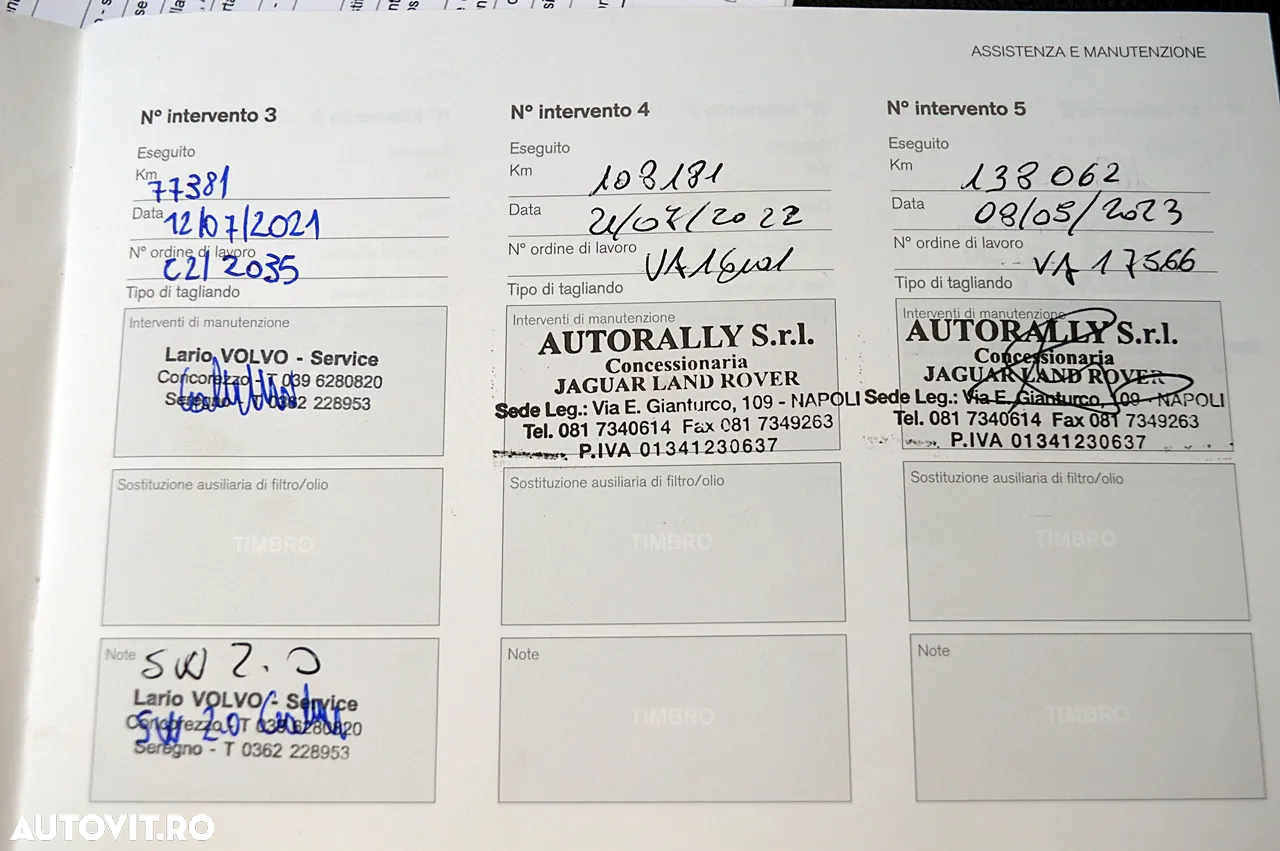 ASSISTENZA E MANUTENZIONE
N° intervento 3
Eseguito
Km 77381
Data 12/07/2021
N° ordine di lavoro C21 2035
Tipo di tagliando
Interventi di manutenzione
Lario VOLVO - Service
Concorezzo - T 039 6280820
Seregno - T 0362 228953
Sostituzione ausiliaria di filtro/olio
TIMBRO
Note SW 2.0
Lario VOLVO - Service
Concorezzo - T 039 6280820
Seregno - T 0362 228953
N° intervento 4
Eseguito
Km 108181
Data 21/07/2022
N° ordine di lavoro
Tipo di tagliando
Interventi di manutenzione
AUTORALLY S.r.l.
Concessionaria
JAGUAR LAND ROVER
Sede Leg.: Via E. Gianturco, 109 - NAPOLI
Tel. 081 7340614 Fax 081 7349263
P.IVA 01341230637
Sostituzione ausiliaria di filtro/olio
TIMBRO
Note
TIMBRO
N° intervento 5
Eseguito
Km 138 062
Data 08/05/2023
N° ordine di lavoro VA 17566
Tipo di tagliando
Interventi di manutenzione
AUTORALLY S.r.l.
Concessionaria
JAGUAR LAND ROVER
Sede Leg.: Via E. Gianturco, 109 - NAPOLI
Tel. 081 7340614 Fax 081 7349263
P.IVA 01341230637
Sostituzione ausiliaria di filtro/olio
TIMBRO
Note
TIMBRO
AUTOVIT.RO